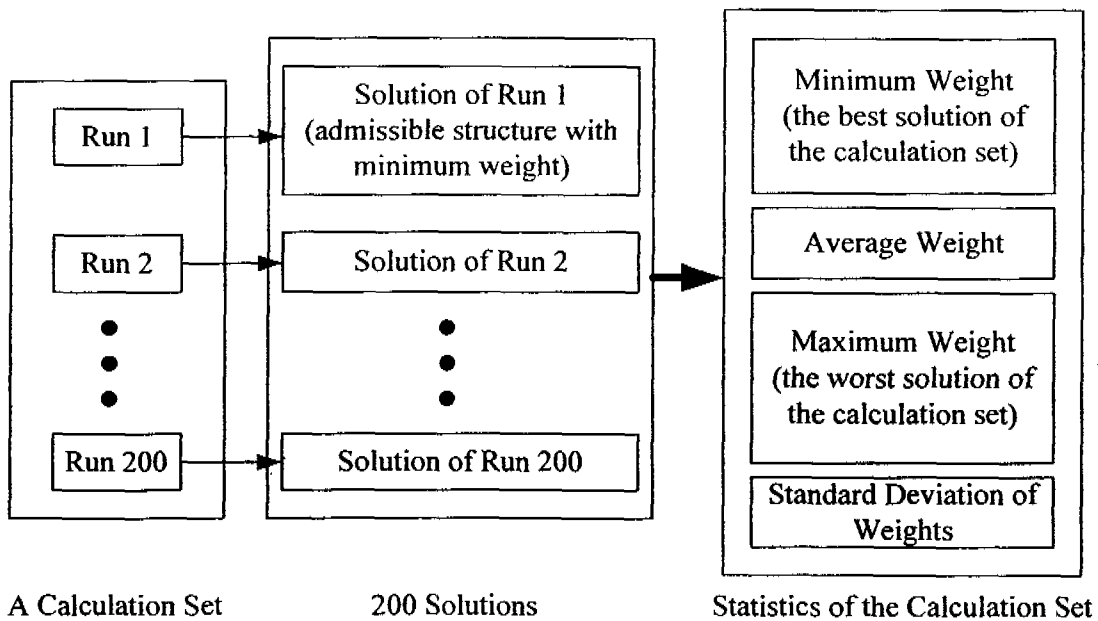 Run 1
Run 2
Run 200
A Calculation Set
Solution of Run 1
(admissible structure with
minimum weight)
Solution of Run 2
Solution of Run 200
200 Solutions
Minimum Weight
(the best solution of
the calculation set)
Average Weight
Maximum Weight
(the worst solution of
the calculation set)
Standard Deviation of
Weights
Statistics of the Calculation Set